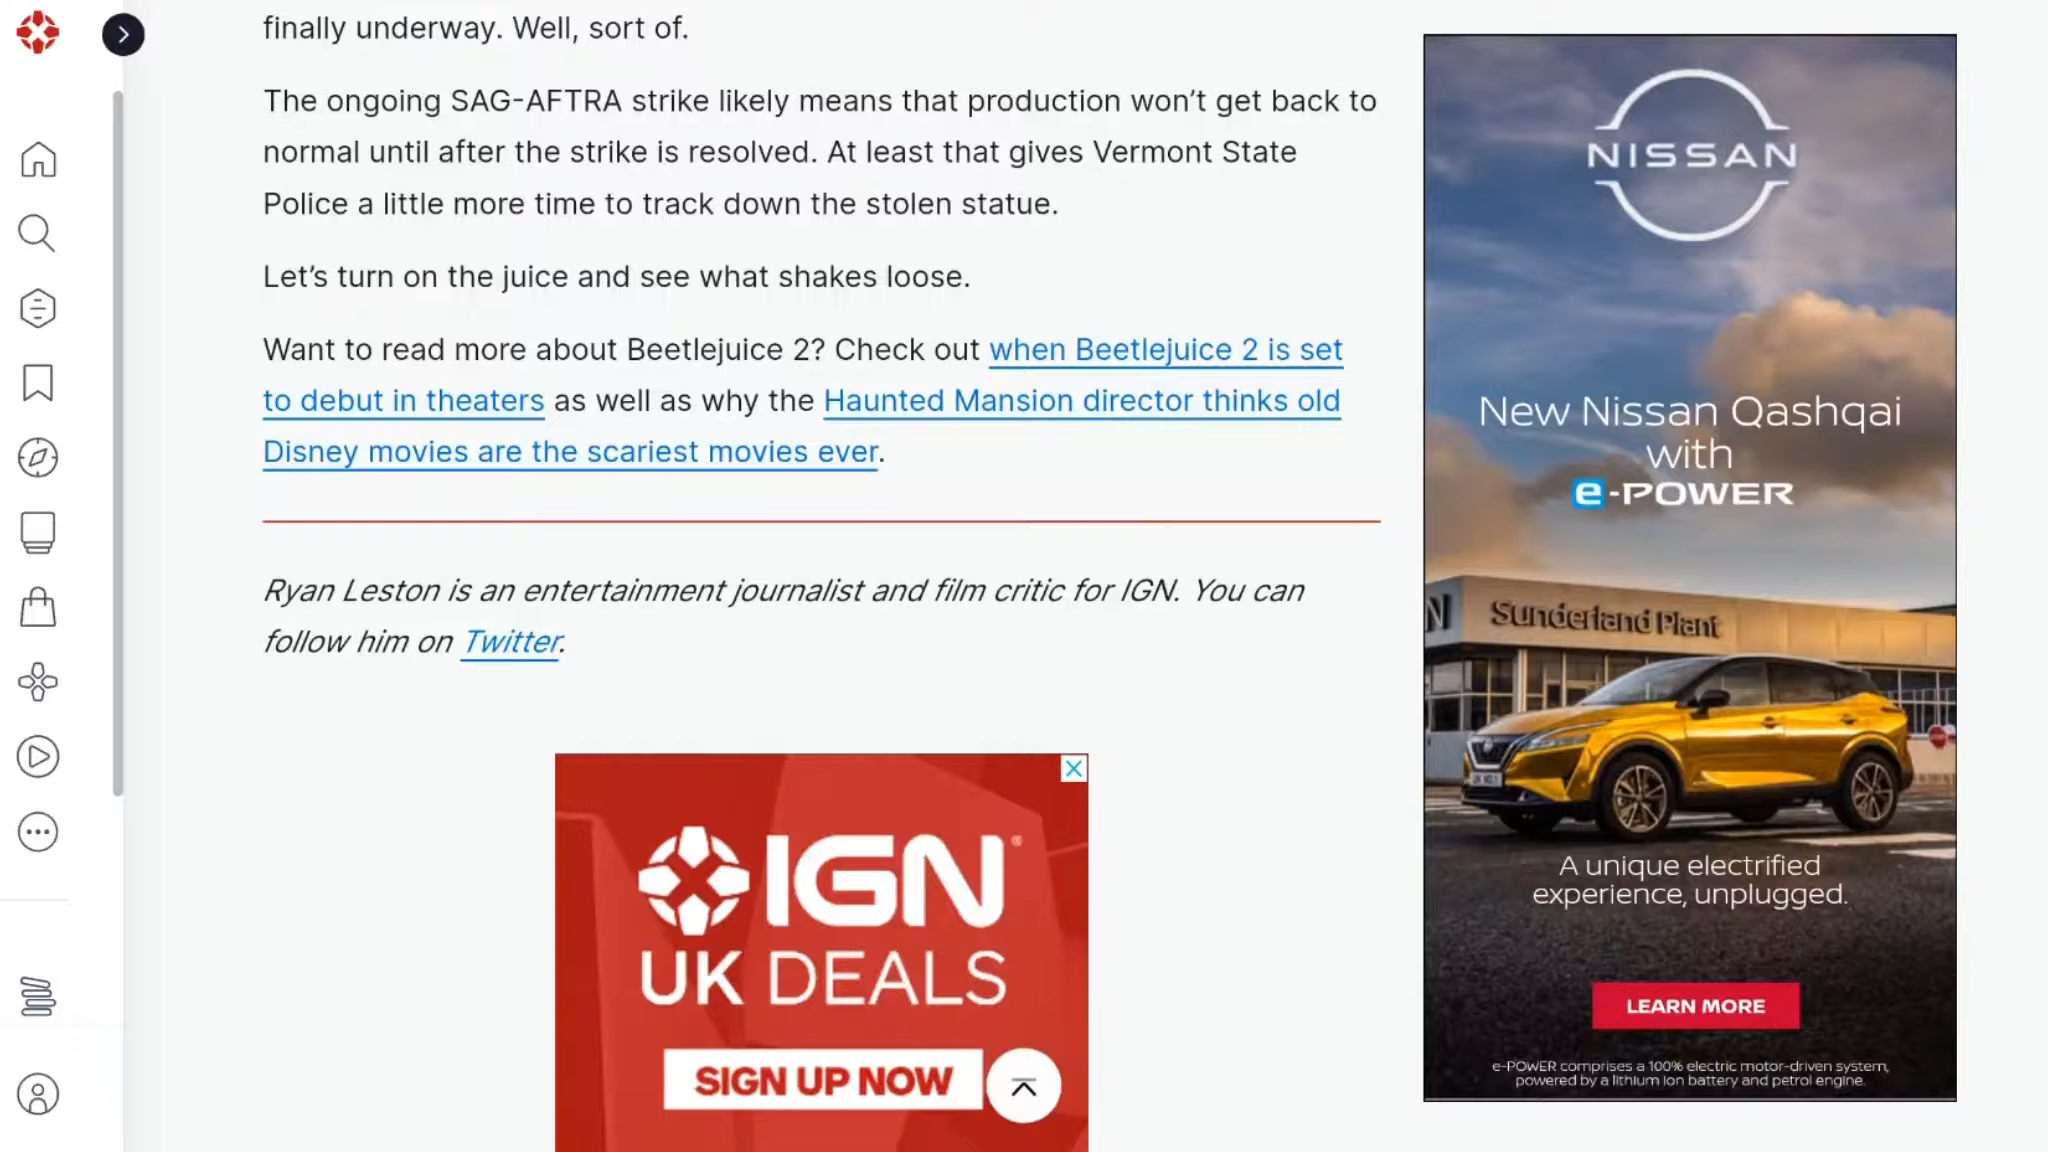 finally underway. Well, sort of.
The ongoing SAG-AFTRA strike likely means that production won’t get back to
normal until after the strike is resolved. At least that gives Vermont State
Police a little more time to track down the stolen statue.
Let’s turn on the juice and see what shakes loose.
Want to read more about Beetlejuice 2? Check out when Beetlejuice 2 is set
to debut in theaters as well as why the Haunted Mansion director thinks old
Disney movies are the scariest movies ever.
Ryan Leston is an entertainment journalist and film critic for IGN. You can
follow him on Twitter.
IGN
UK DEALS
SIGN UP NOW
NISSAN
New Nissan Qashqai
with
e-POWER
N Sunderland Plant
A unique electrified
experience, unplugged.
LEARN MORE
e-POWER comprises a 100% electric motor-driven system,
powered by a lithium ion battery and petrol engine.